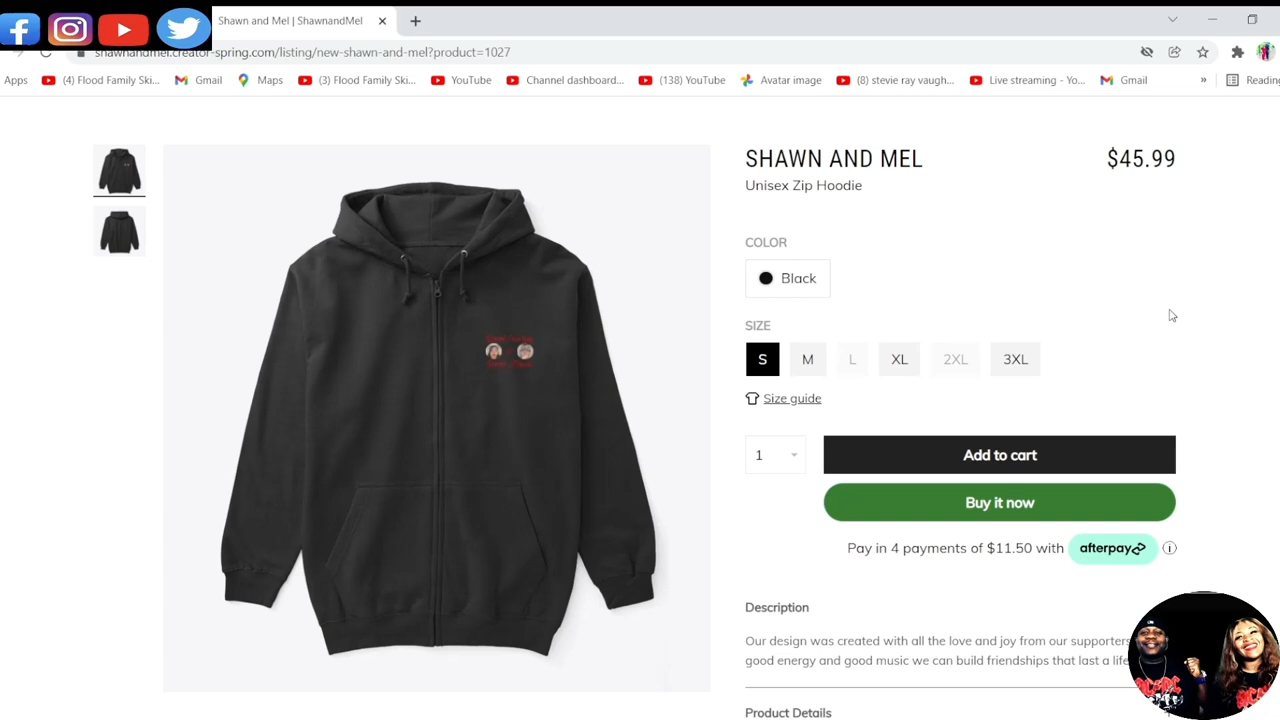 Shawn and Mel | ShawnandMel
shawnandmel.creator-spring.com/listing/new-shawn-and-mel?product=1027
Apps (4) Flood Family Ski... Gmail Maps (3) Flood Family Ski... YouTube Channel dashboard... (138) YouTube Avatar image (8) stevie ray vaugh... Live streaming - Yo... Gmail » Reading
SHAWN AND MEL $45.99
Unisex Zip Hoodie
COLOR
Black
SIZE
S M L XL 2XL 3XL
Size guide
1 Add to cart
Buy it now
Pay in 4 payments of $11.50 with afterpay
Description
Our design was created with all the love and joy from our supporters
good energy and good music we can build friendships that last a life
Product Details